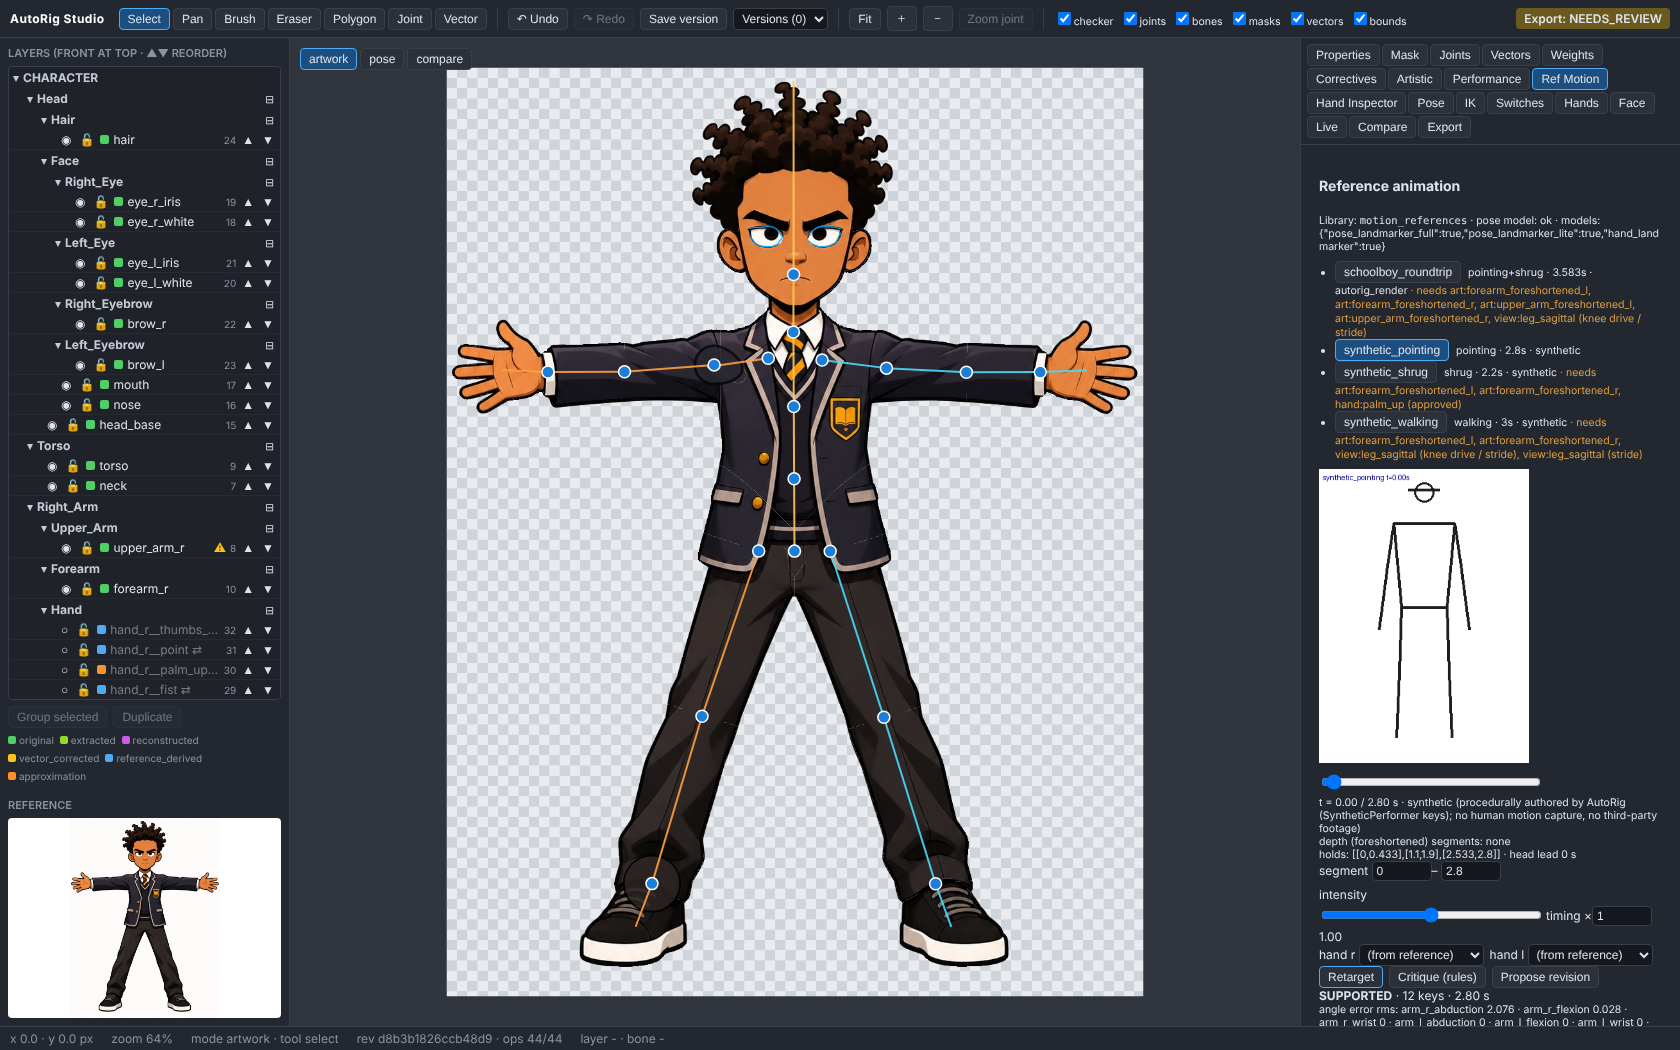 AutoRig Studio Select Pan Brush Eraser Polygon Joint Vector ↶ Undo ↷ Redo Save version Versions (0) Fit + − Zoom joint checker joints bones masks vectors bounds Export: NEEDS_REVIEW
LAYERS (FRONT AT TOP · ▲▼ REORDER)
▾ CHARACTER
▾ Head
▾ Hair
hair 24 ▲ ▼
▾ Face
▾ Right_Eye
eye_r_iris 19 ▲ ▼
eye_r_white 18 ▲ ▼
▾ Left_Eye
eye_l_iris 21 ▲ ▼
eye_l_white 20 ▲ ▼
▾ Right_Eyebrow
brow_r 22 ▲ ▼
▾ Left_Eyebrow
brow_l 23 ▲ ▼
mouth 17 ▲ ▼
nose 16 ▲ ▼
head_base 15 ▲ ▼
▾ Torso
torso 9 ▲ ▼
neck 7 ▲ ▼
▾ Right_Arm
▾ Upper_Arm
upper_arm_r 8 ▲ ▼
▾ Forearm
forearm_r 10 ▲ ▼
▾ Hand
hand_r__thumbs_... 32 ▲ ▼
hand_r__point ⇄ 31 ▲ ▼
hand_r__palm_up... 30 ▲ ▼
hand_r__fist ⇄ 29 ▲ ▼
Group selected Duplicate
original extracted reconstructed
vector_corrected reference_derived
approximation
REFERENCE
artwork pose compare
Properties Mask Joints Vectors Weights
Correctives Artistic Performance Ref Motion
Hand Inspector Pose IK Switches Hands Face
Live Compare Export
Reference animation
Library: motion_references · pose model: ok · models:
{"pose_landmarker_full":true,"pose_landmarker_lite":true,"hand_land
marker":true}
• schoolboy_roundtrip pointing+shrug · 3.583s ·
autorig_render · needs art:forearm_foreshortened_l,
art:forearm_foreshortened_r, art:upper_arm_foreshortened_l,
art:upper_arm_foreshortened_r, view:leg_sagittal (knee drive /
stride)
• synthetic_pointing pointing · 2.8s · synthetic
• synthetic_shrug shrug · 2.2s · synthetic · needs
art:forearm_foreshortened_l, art:forearm_foreshortened_r,
hand:palm_up (approved)
• synthetic_walking walking · 3s · synthetic · needs
art:forearm_foreshortened_l, art:forearm_foreshortened_r,
view:leg_sagittal (knee drive / stride), view:leg_sagittal (stride)
synthetic_pointing t=0.00s
t = 0.00 / 2.80 s · synthetic (procedurally authored by AutoRig
(SyntheticPerformer keys); no human motion capture, no third-party
footage)
depth (foreshortened) segments: none
holds: [[0,0.433],[1.1,1.9],[2.533,2.8]] · head lead 0 s
segment 0 – 2.8
intensity
timing × 1
1.00
hand r (from reference) hand l (from reference)
Retarget Critique (rules) Propose revision
SUPPORTED · 12 keys · 2.80 s
angle error rms: arm_r_abduction 2.076 · arm_r_flexion 0.028 ·
arm_r_wrist 0 · arm_l_abduction 0 · arm_l_flexion 0 · arm_l_wrist 0 ·
x 0.0 · y 0.0 px zoom 64% mode artwork · tool select rev d8b3b1826ccb48d9 · ops 44/44 layer - · bone -